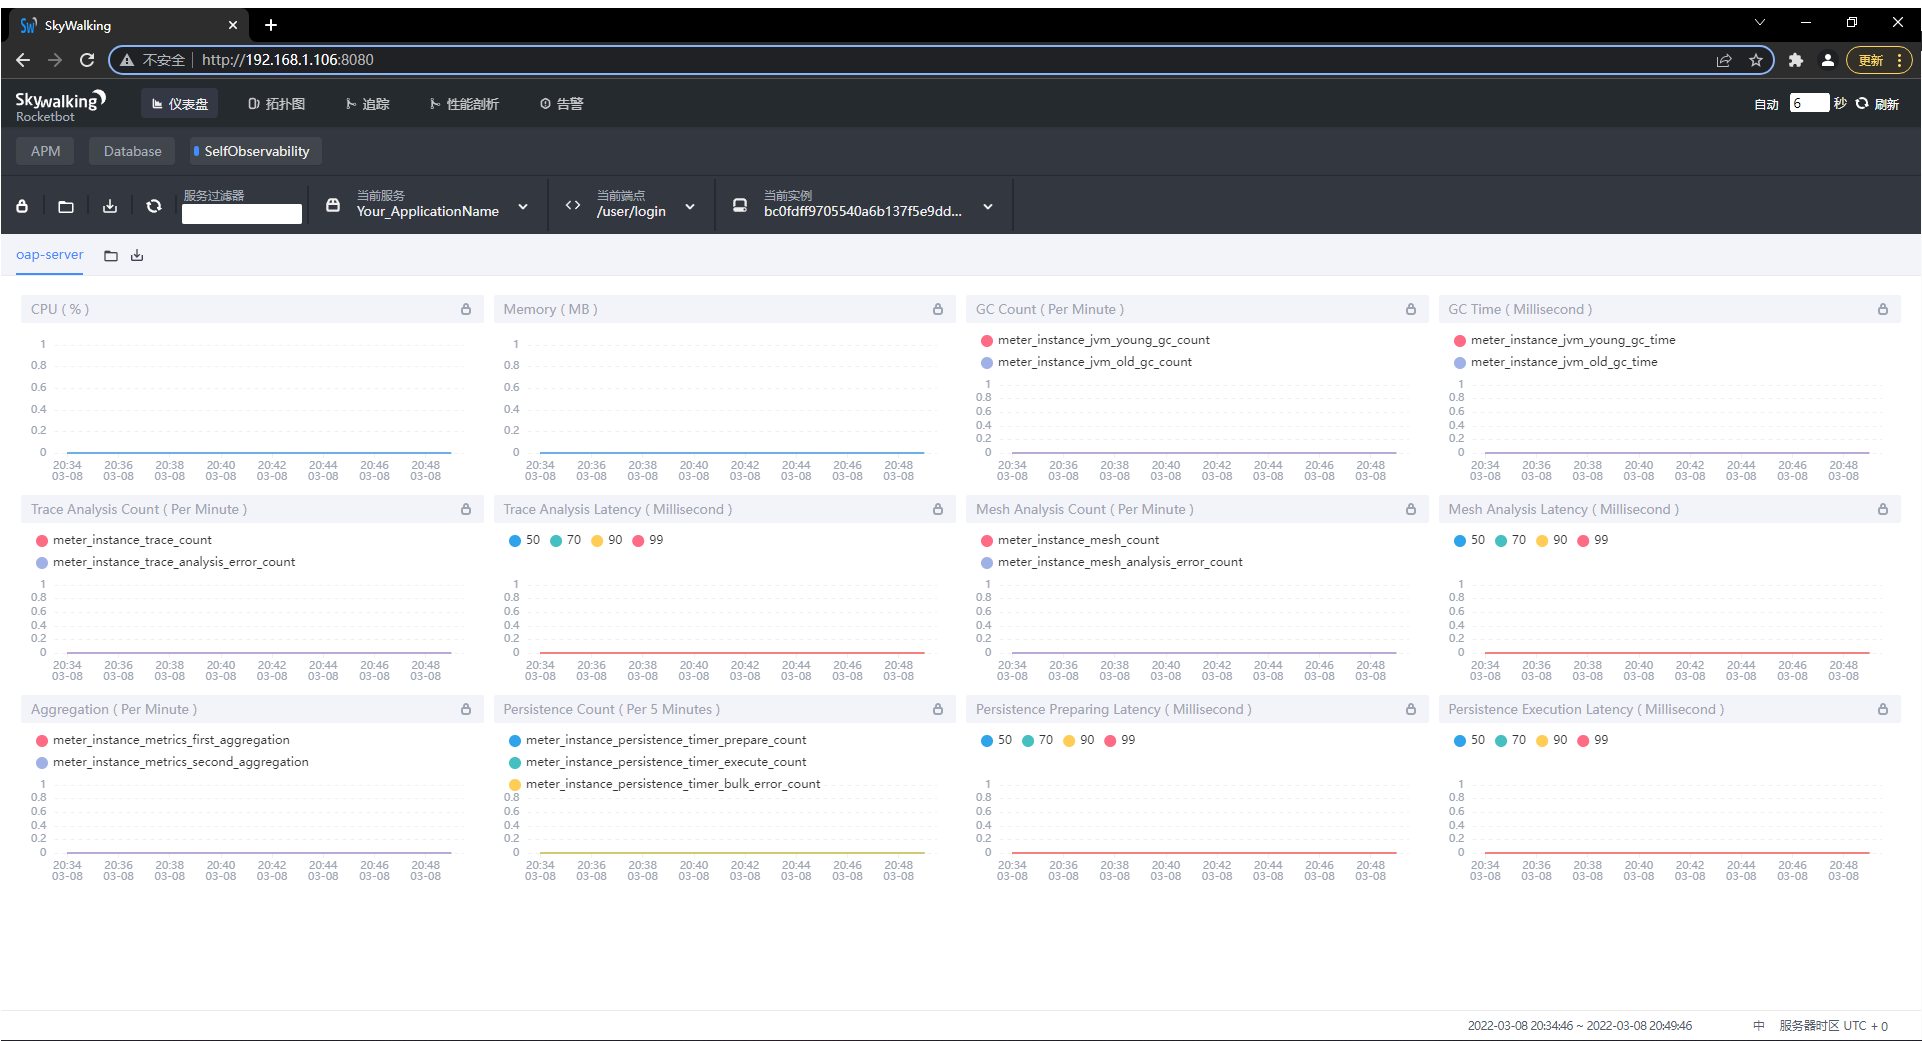 SkyWalking
不安全 http://192.168.1.106:8080 更新
Skywalking
Rocketbot
仪表盘 拓扑图 追踪 性能剖析 告警 自动 6 秒 刷新
APM Database SelfObservability
服务过滤器
当前服务
Your_ApplicationName
当前端点
/user/login
当前实例
bc0fdff9705540a6b137f5e9dd...
oap-server
CPU ( % )
1
0.8
0.6
0.4
0.2
0
20:34 20:36 20:38 20:40 20:42 20:44 20:46 20:48
03-08 03-08 03-08 03-08 03-08 03-08 03-08 03-08
Memory ( MB )
1
0.8
0.6
0.4
0.2
0
20:34 20:36 20:38 20:40 20:42 20:44 20:46 20:48
03-08 03-08 03-08 03-08 03-08 03-08 03-08 03-08
GC Count ( Per Minute )
meter_instance_jvm_young_gc_count
meter_instance_jvm_old_gc_count
1
0.8
0.6
0.4
0.2
0
20:34 20:36 20:38 20:40 20:42 20:44 20:46 20:48
03-08 03-08 03-08 03-08 03-08 03-08 03-08 03-08
GC Time ( Millisecond )
meter_instance_jvm_young_gc_time
meter_instance_jvm_old_gc_time
1
0.8
0.6
0.4
0.2
0
20:34 20:36 20:38 20:40 20:42 20:44 20:46 20:48
03-08 03-08 03-08 03-08 03-08 03-08 03-08 03-08
Trace Analysis Count ( Per Minute )
meter_instance_trace_count
meter_instance_trace_analysis_error_count
1
0.8
0.6
0.4
0.2
0
20:34 20:36 20:38 20:40 20:42 20:44 20:46 20:48
03-08 03-08 03-08 03-08 03-08 03-08 03-08 03-08
Trace Analysis Latency ( Millisecond )
50 70 90 99
1
0.8
0.6
0.4
0.2
0
20:34 20:36 20:38 20:40 20:42 20:44 20:46 20:48
03-08 03-08 03-08 03-08 03-08 03-08 03-08 03-08
Mesh Analysis Count ( Per Minute )
meter_instance_mesh_count
meter_instance_mesh_analysis_error_count
1
0.8
0.6
0.4
0.2
0
20:34 20:36 20:38 20:40 20:42 20:44 20:46 20:48
03-08 03-08 03-08 03-08 03-08 03-08 03-08 03-08
Mesh Analysis Latency ( Millisecond )
50 70 90 99
1
0.8
0.6
0.4
0.2
0
20:34 20:36 20:38 20:40 20:42 20:44 20:46 20:48
03-08 03-08 03-08 03-08 03-08 03-08 03-08 03-08
Aggregation ( Per Minute )
meter_instance_metrics_first_aggregation
meter_instance_metrics_second_aggregation
1
0.8
0.6
0.4
0.2
0
20:34 20:36 20:38 20:40 20:42 20:44 20:46 20:48
03-08 03-08 03-08 03-08 03-08 03-08 03-08 03-08
Persistence Count ( Per 5 Minutes )
meter_instance_persistence_timer_prepare_count
meter_instance_persistence_timer_execute_count
meter_instance_persistence_timer_bulk_error_count
0.8
0.6
0.4
0.2
0
20:34 20:36 20:38 20:40 20:42 20:44 20:46 20:48
03-08 03-08 03-08 03-08 03-08 03-08 03-08 03-08
Persistence Preparing Latency ( Millisecond )
50 70 90 99
1
0.8
0.6
0.4
0.2
0
20:34 20:36 20:38 20:40 20:42 20:44 20:46 20:48
03-08 03-08 03-08 03-08 03-08 03-08 03-08 03-08
Persistence Execution Latency ( Millisecond )
50 70 90 99
1
0.8
0.6
0.4
0.2
0
20:34 20:36 20:38 20:40 20:42 20:44 20:46 20:48
03-08 03-08 03-08 03-08 03-08 03-08 03-08 03-08
2022-03-08 20:34:46 ~ 2022-03-08 20:49:46 中 服务器时区 UTC + 0